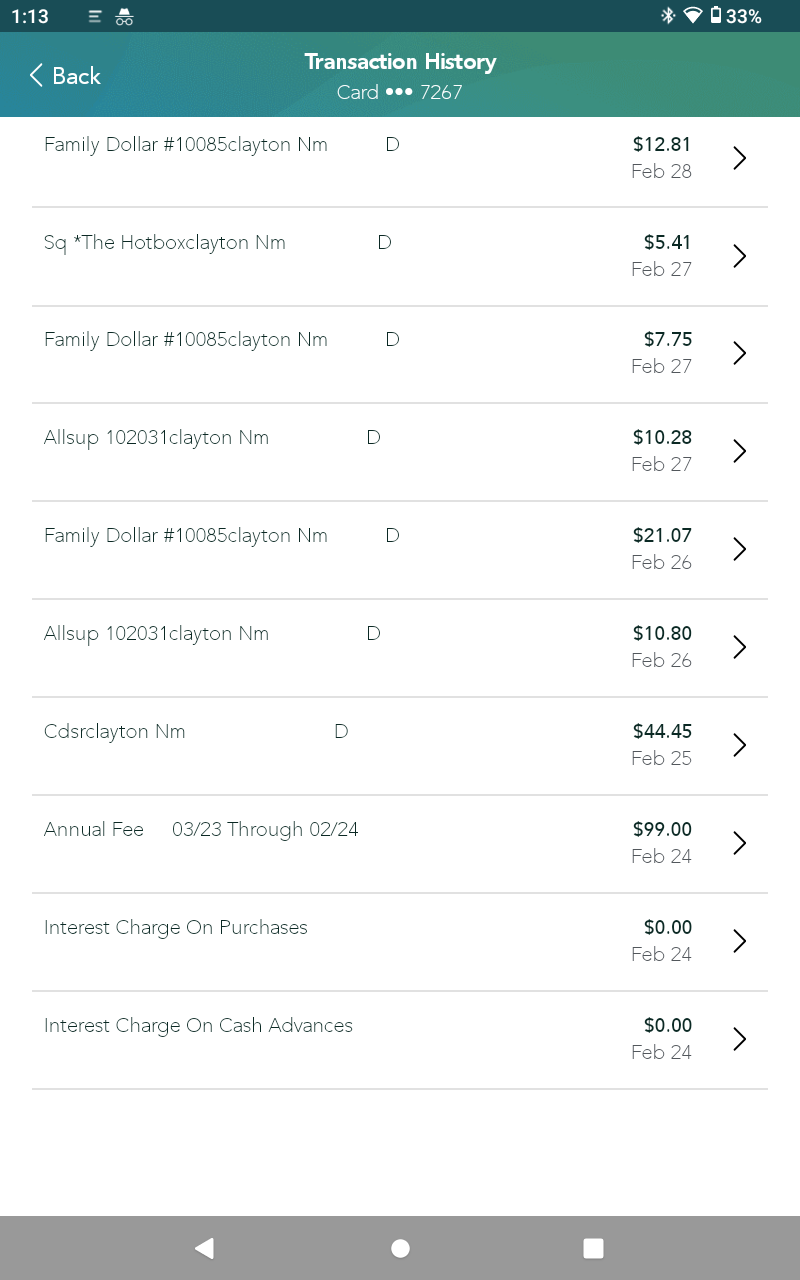 1:13 33%
Back
Transaction History
Card ••• 7267
Family Dollar #10085clayton Nm D $12.81
Feb 28
Sq *The Hotboxclayton Nm D $5.41
Feb 27
Family Dollar #10085clayton Nm D $7.75
Feb 27
Allsup 102031clayton Nm D $10.28
Feb 27
Family Dollar #10085clayton Nm D $21.07
Feb 26
Allsup 102031clayton Nm D $10.80
Feb 26
Cdsrclayton Nm D $44.45
Feb 25
Annual Fee 03/23 Through 02/24 $99.00
Feb 24
Interest Charge On Purchases $0.00
Feb 24
Interest Charge On Cash Advances $0.00
Feb 24